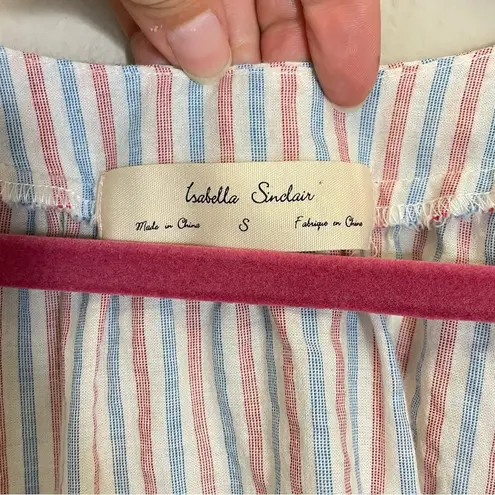 Isabella Sinclair
Made in China S Fabriqué en Chine